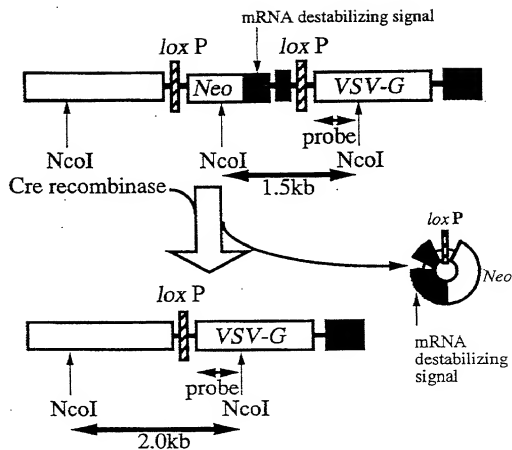 mRNA destabilizing signal
lox P
lox P
Neo
VSV-G
probe
NcoI
NcoI
NcoI
Cre recombinase
1.5kb
lox P
Neo
mRNA
destabilizing
signal
lox P
VSV-G
probe
NcoI
NcoI
2.0kb